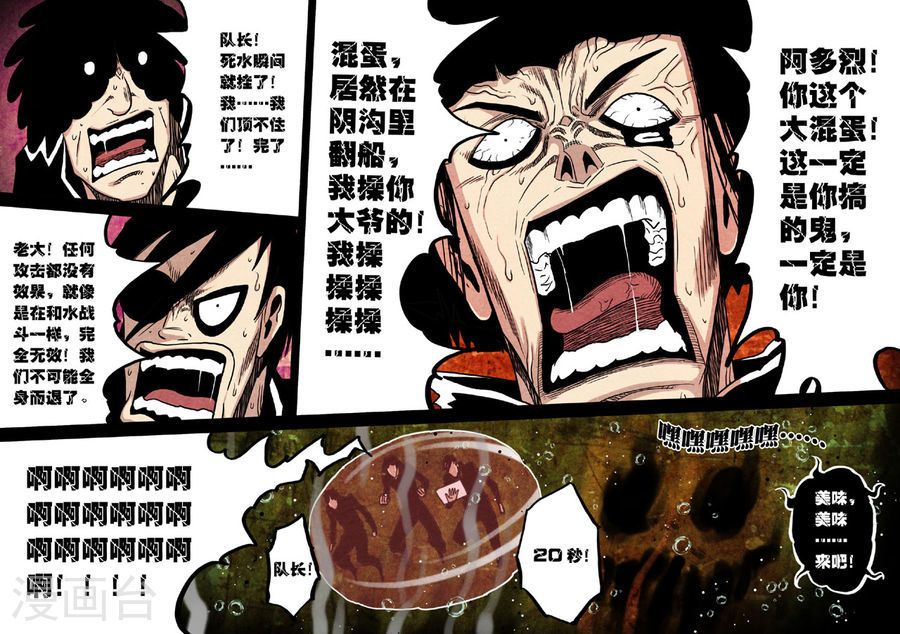 队长！
死水瞬间
就挂了！
我……我
们顶不住
了！完了
……
老大！任何
攻击都没有
效果，就像
是在和水战
斗一样，完
全无效！我
们不可能全
身而退了。
混蛋，
居然在
阴沟里
翻船，
我操你
大爷的！
我操
操操
操操
……
阿多烈！
你这个
大混蛋！
这一定
是你搞
的鬼，
一定是
你！
啊啊啊啊啊啊
啊啊啊啊啊啊
啊啊啊啊啊啊
啊！！！！
队长！
20秒！
嘿嘿嘿嘿嘿……
美味，
美味
……
来吧！
漫画台